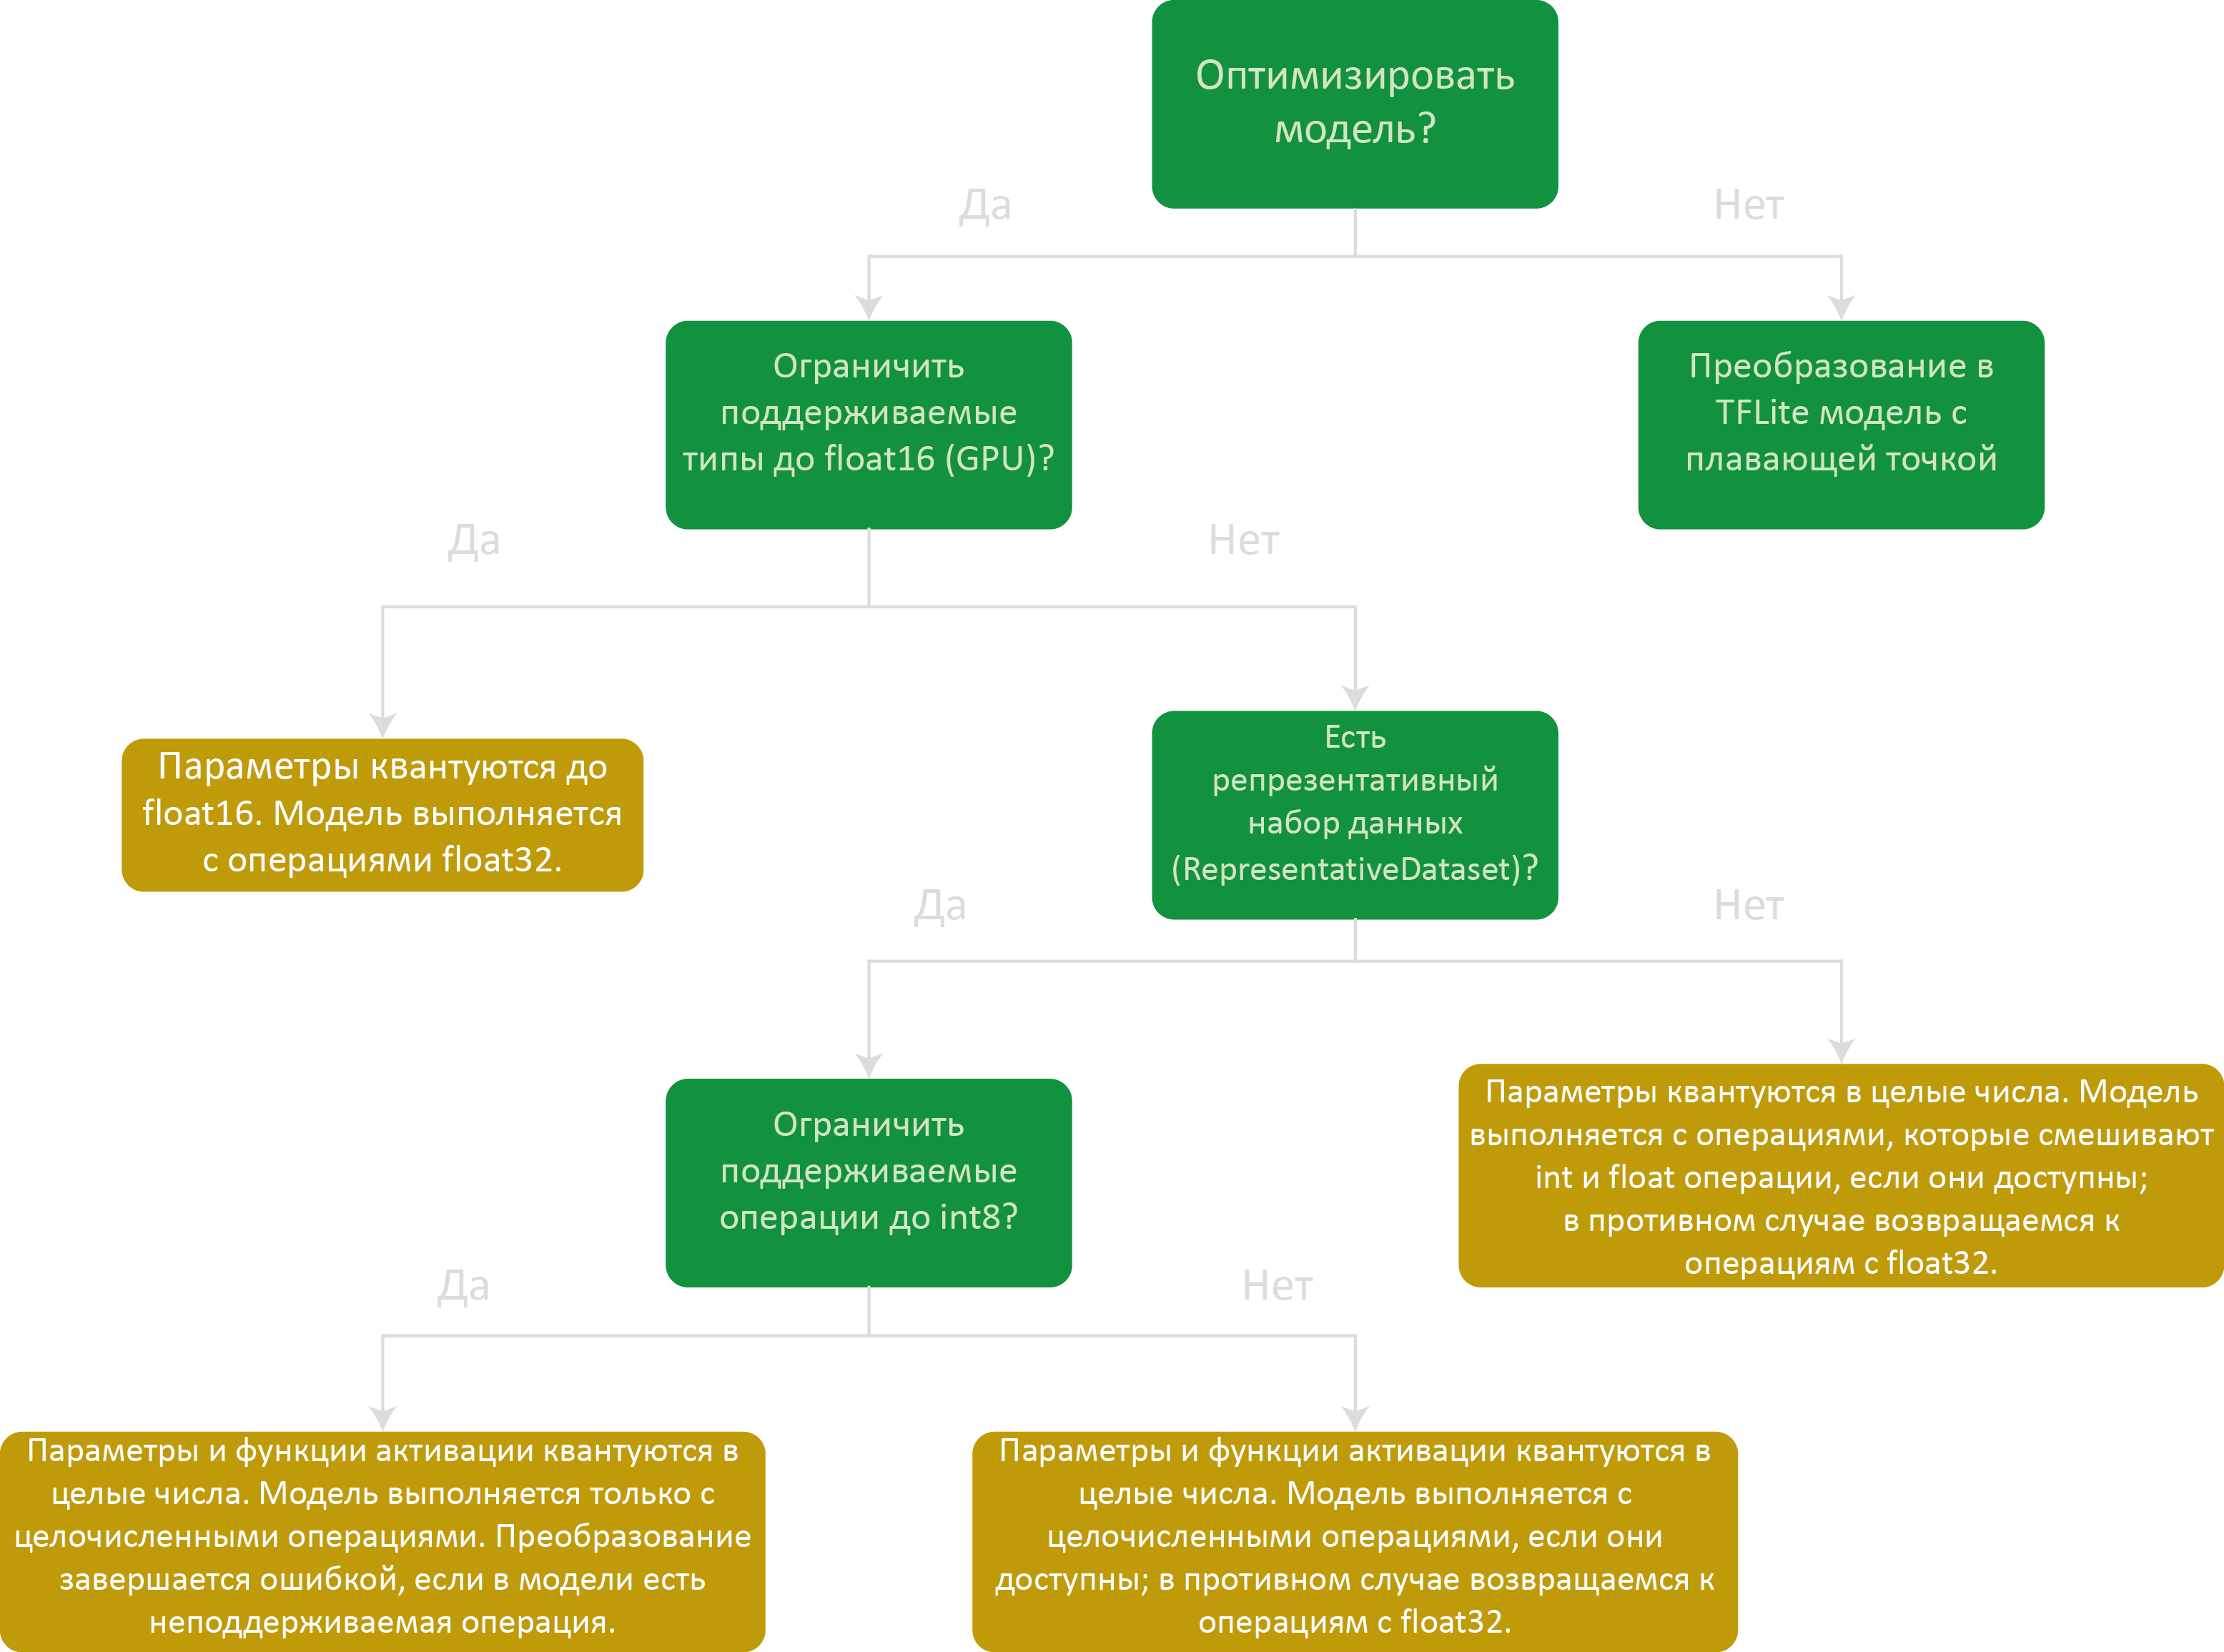 Оптимизировать
модель?
Да
Нет
Ограничить
поддерживаемые
типы до float16 (GPU)?
Преобразование в
TFLite модель с
плавающей точкой
Да
Нет
Параметры квантуются до
float16. Модель выполняется
с операциями float32.
Есть
репрезентативный
набор данных
(RepresentativeDataset)?
Да
Нет
Ограничить
поддерживаемые
операции до int8?
Параметры квантуются в целые числа. Модель
выполняется с операциями, которые смешивают
int и float операции, если они доступны;
в противном случае возвращаемся к
операциям с float32.
Да
Нет
Параметры и функции активации квантуются в
целые числа. Модель выполняется только с
целочисленными операциями. Преобразование
завершается ошибкой, если в модели есть
неподдерживаемая операция.
Параметры и функции активации квантуются в
целые числа. Модель выполняется с
целочисленными операциями, если они
доступны; в противном случае возвращаемся к
операциям с float32.